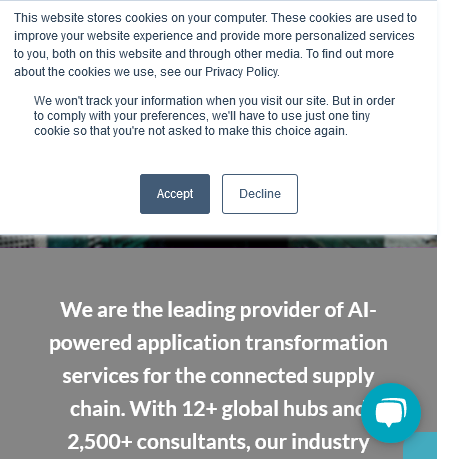 This website stores cookies on your computer. These cookies are used to
improve your website experience and provide more personalized services
to you, both on this website and through other media. To find out more
about the cookies we use, see our Privacy Policy.
We won't track your information when you visit our site. But in order
to comply with your preferences, we'll have to use just one tiny
cookie so that you're not asked to make this choice again.
Accept
Decline
We are the leading provider of AI-
powered application transformation
services for the connected supply
chain. With 12+ global hubs and
2,500+ consultants, our industry